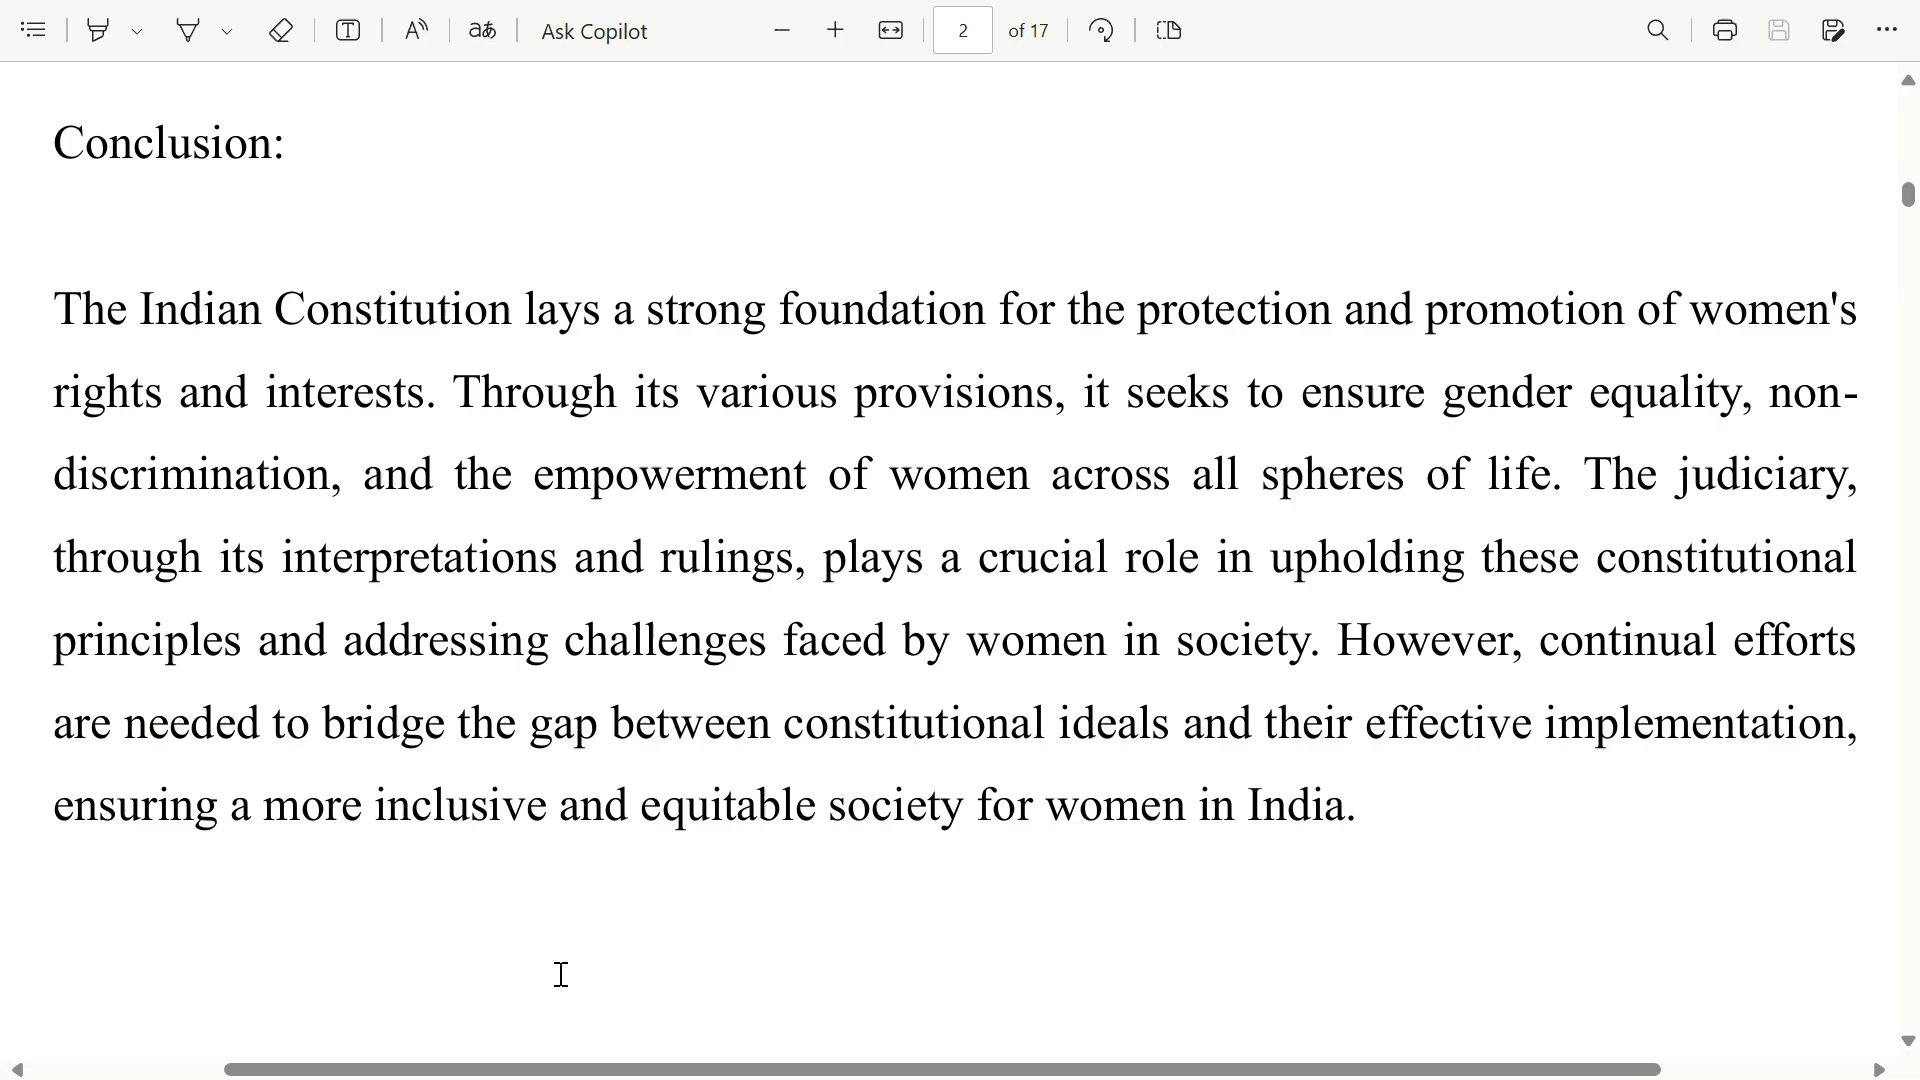 Ask Copilot
2 of 17
Conclusion:
The Indian Constitution lays a strong foundation for the protection and promotion of women's
rights and interests. Through its various provisions, it seeks to ensure gender equality, non-
discrimination, and the empowerment of women across all spheres of life. The judiciary,
through its interpretations and rulings, plays a crucial role in upholding these constitutional
principles and addressing challenges faced by women in society. However, continual efforts
are needed to bridge the gap between constitutional ideals and their effective implementation,
ensuring a more inclusive and equitable society for women in India.